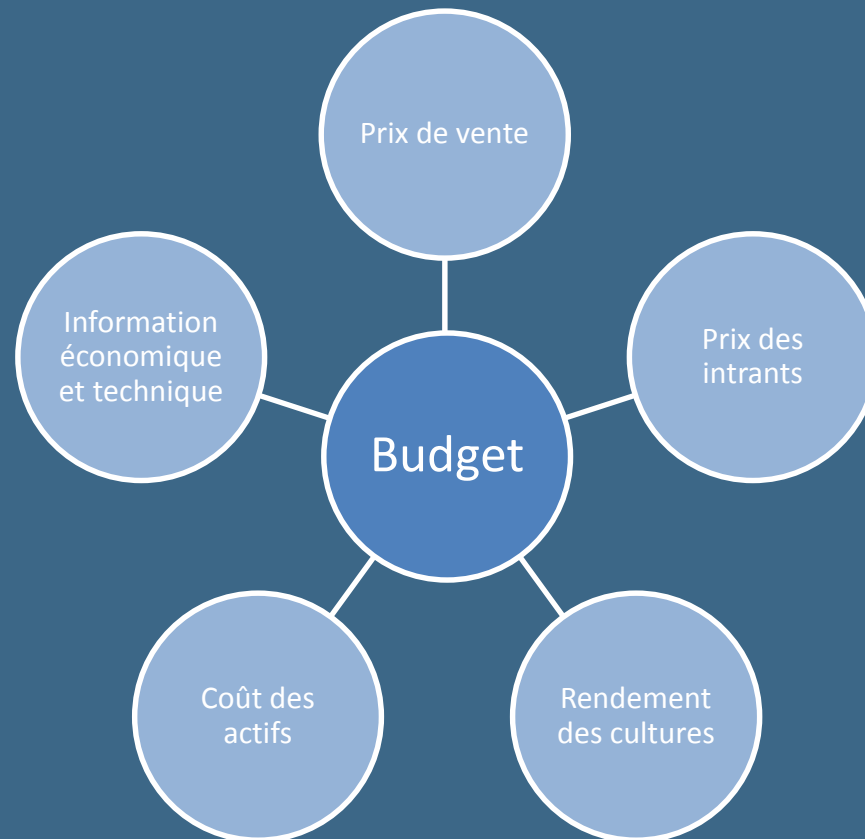 Prix de vente
Information
économique
et technique
Prix des
intrants
Budget
Coût des
actifs
Rendement
des cultures